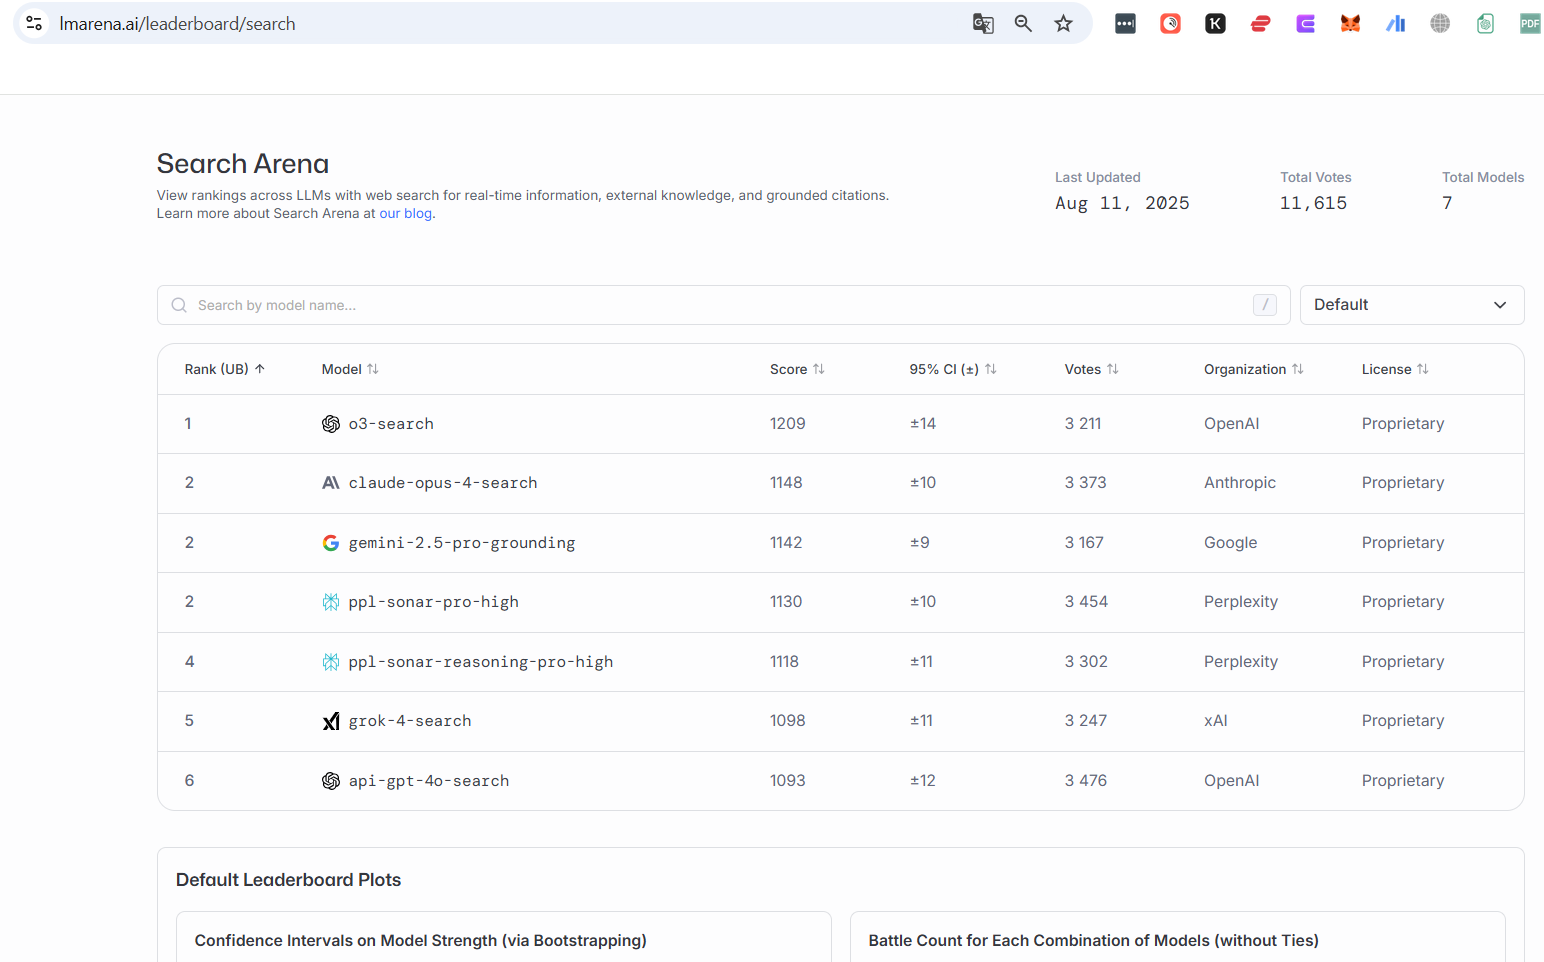 lmarena.ai/leaderboard/search
K
PDF
Search Arena
View rankings across LLMs with web search for real-time information, external knowledge, and grounded citations.
Learn more about Search Arena at our blog.
Last Updated
Aug 11, 2025
Total Votes
11,615
Total Models
7
Search by model name...
/
Default
Rank (UB) Model Score 95% CI (±) Votes Organization License
1 o3-search 1209 ±14 3 211 OpenAI Proprietary
2 claude-opus-4-search 1148 ±10 3 373 Anthropic Proprietary
2 gemini-2.5-pro-grounding 1142 ±9 3 167 Google Proprietary
2 ppl-sonar-pro-high 1130 ±10 3 454 Perplexity Proprietary
4 ppl-sonar-reasoning-pro-high 1118 ±11 3 302 Perplexity Proprietary
5 grok-4-search 1098 ±11 3 247 xAI Proprietary
6 api-gpt-4o-search 1093 ±12 3 476 OpenAI Proprietary
Default Leaderboard Plots
Confidence Intervals on Model Strength (via Bootstrapping)
Battle Count for Each Combination of Models (without Ties)